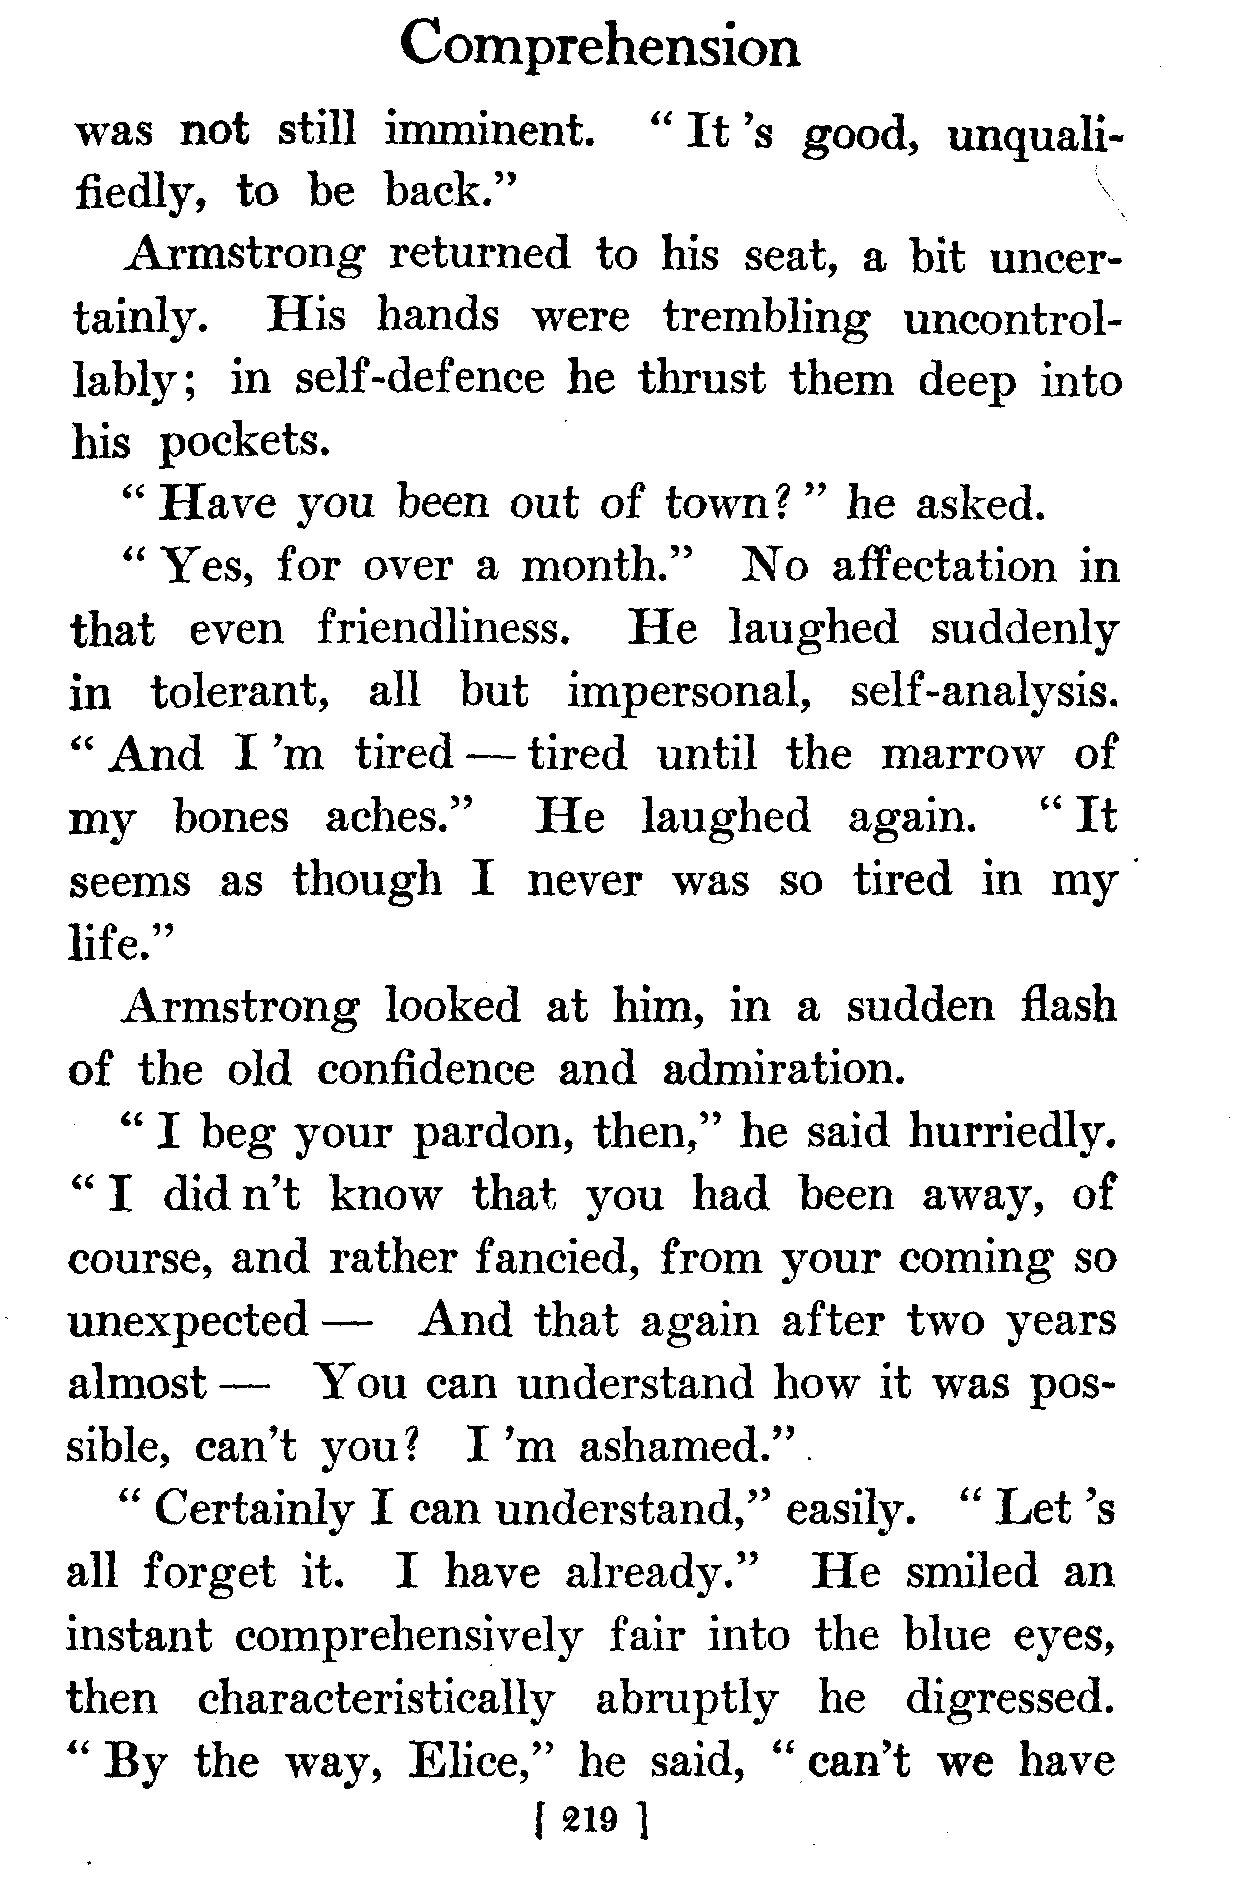 Comprehension
was not still imminent. “ It ’s good, unquali-
fiedly, to be back.”
Armstrong returned to his seat, a bit uncer-
tainly. His hands were trembling uncontrol-
lably; in self-defence he thrust them deep into
his pockets.
“ Have you been out of town? ” he asked.
“ Yes, for over a month.” No affectation in
that even friendliness. He laughed suddenly
in tolerant, all but impersonal, self-analysis.
“ And I ’m tired — tired until the marrow of
my bones aches.” He laughed again. “ It
seems as though I never was so tired in my
life.”
Armstrong looked at him, in a sudden flash
of the old confidence and admiration.
“ I beg your pardon, then,” he said hurriedly.
“ I did n’t know that you had been away, of
course, and rather fancied, from your coming so
unexpected — And that again after two years
almost — You can understand how it was pos-
sible, can’t you? I ’m ashamed.”
“ Certainly I can understand,” easily. “ Let ’s
all forget it. I have already.” He smiled an
instant comprehensively fair into the blue eyes,
then characteristically abruptly he digressed.
“ By the way, Elice,” he said, “ can’t we have
[ 219 ]